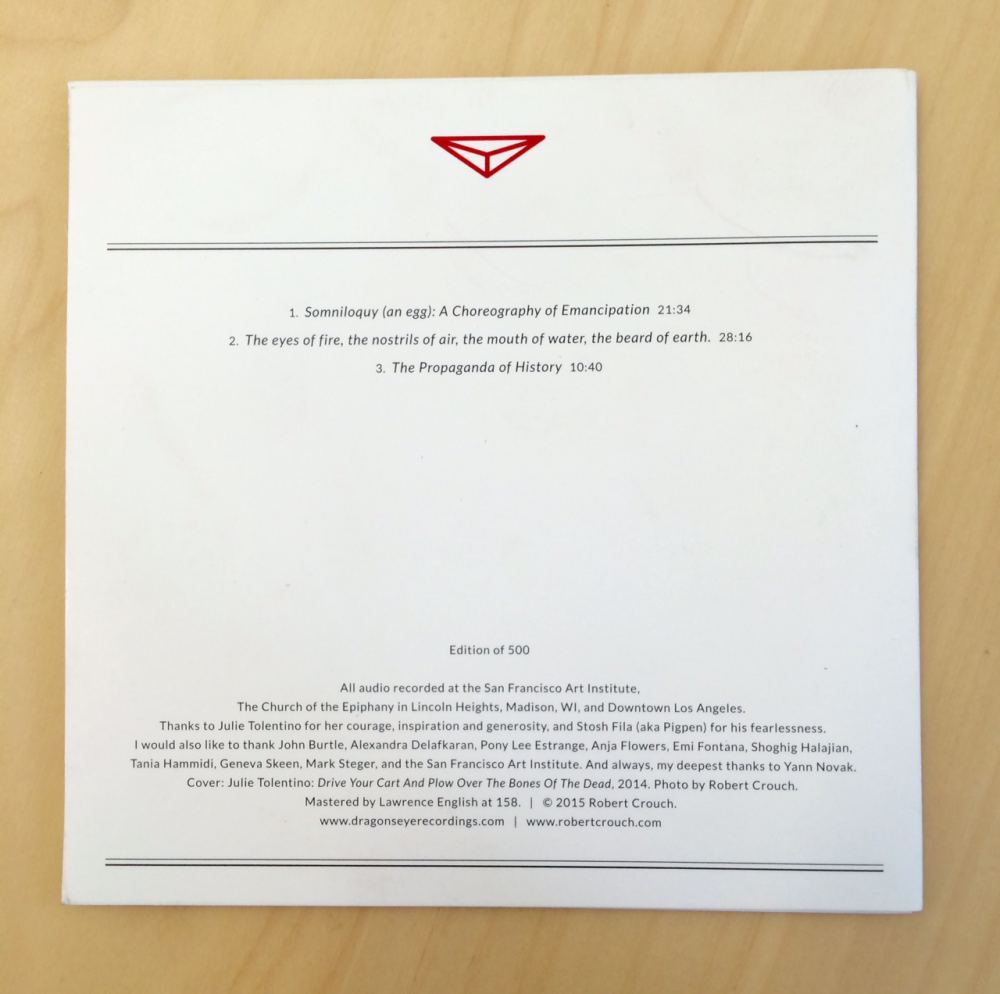 1. Somniloquy (an egg): A Choreography of Emancipation 21:34
2. The eyes of fire, the nostrils of air, the mouth of water, the beard of earth. 28:16
3. The Propaganda of History 10:40
Edition of 500
All audio recorded at the San Francisco Art Institute,
The Church of the Epiphany in Lincoln Heights, Madison, WI, and Downtown Los Angeles.
Thanks to Julie Tolentino for her courage, inspiration and generosity, and Stosh Fila (aka Pigpen) for his fearlessness.
I would also like to thank John Burtle, Alexandra Delafkaran, Pony Lee Estrange, Anja Flowers, Emi Fontana, Shoghig Halajian,
Tania Hammidi, Geneva Skeen, Mark Steger, and the San Francisco Art Institute. And always, my deepest thanks to Yann Novak.
Cover: Julie Tolentino: Drive Your Cart And Plow Over The Bones Of The Dead, 2014. Photo by Robert Crouch.
Mastered by Lawrence English at 158. | © 2015 Robert Crouch.
www.dragonseyerecordings.com | www.robertcrouch.com